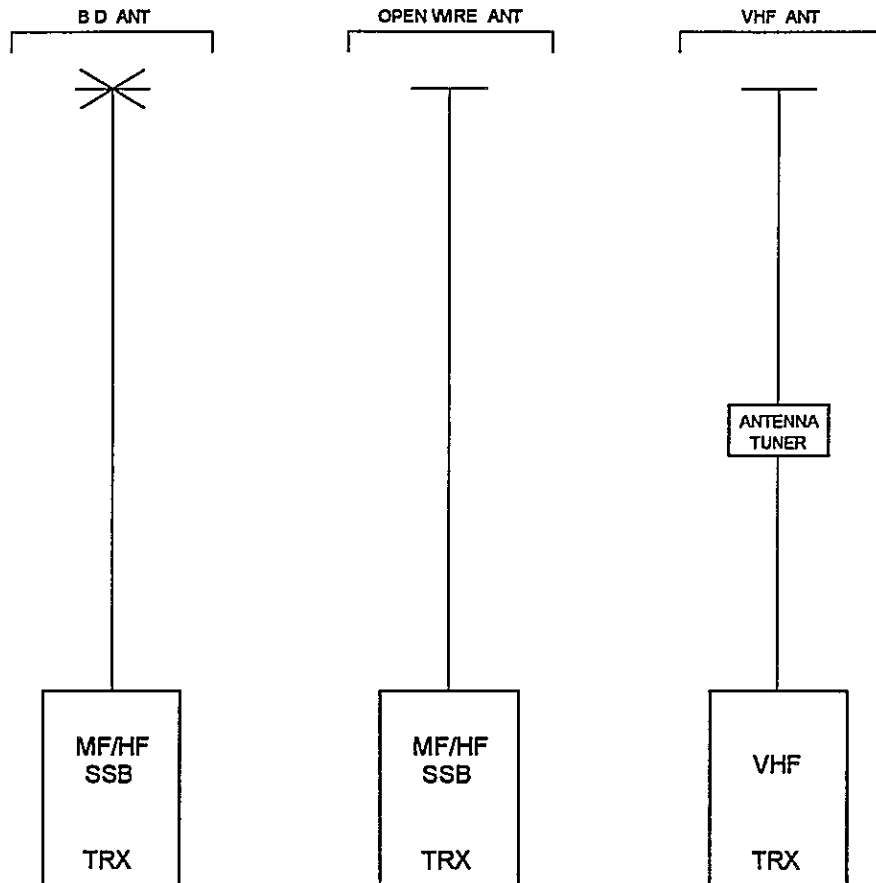 B D ANT
OPEN WIRE ANT
VHF ANT
ANTENNA
TUNER
MF/HF
SSB
TRX
MF/HF
SSB
TRX
VHF
TRX